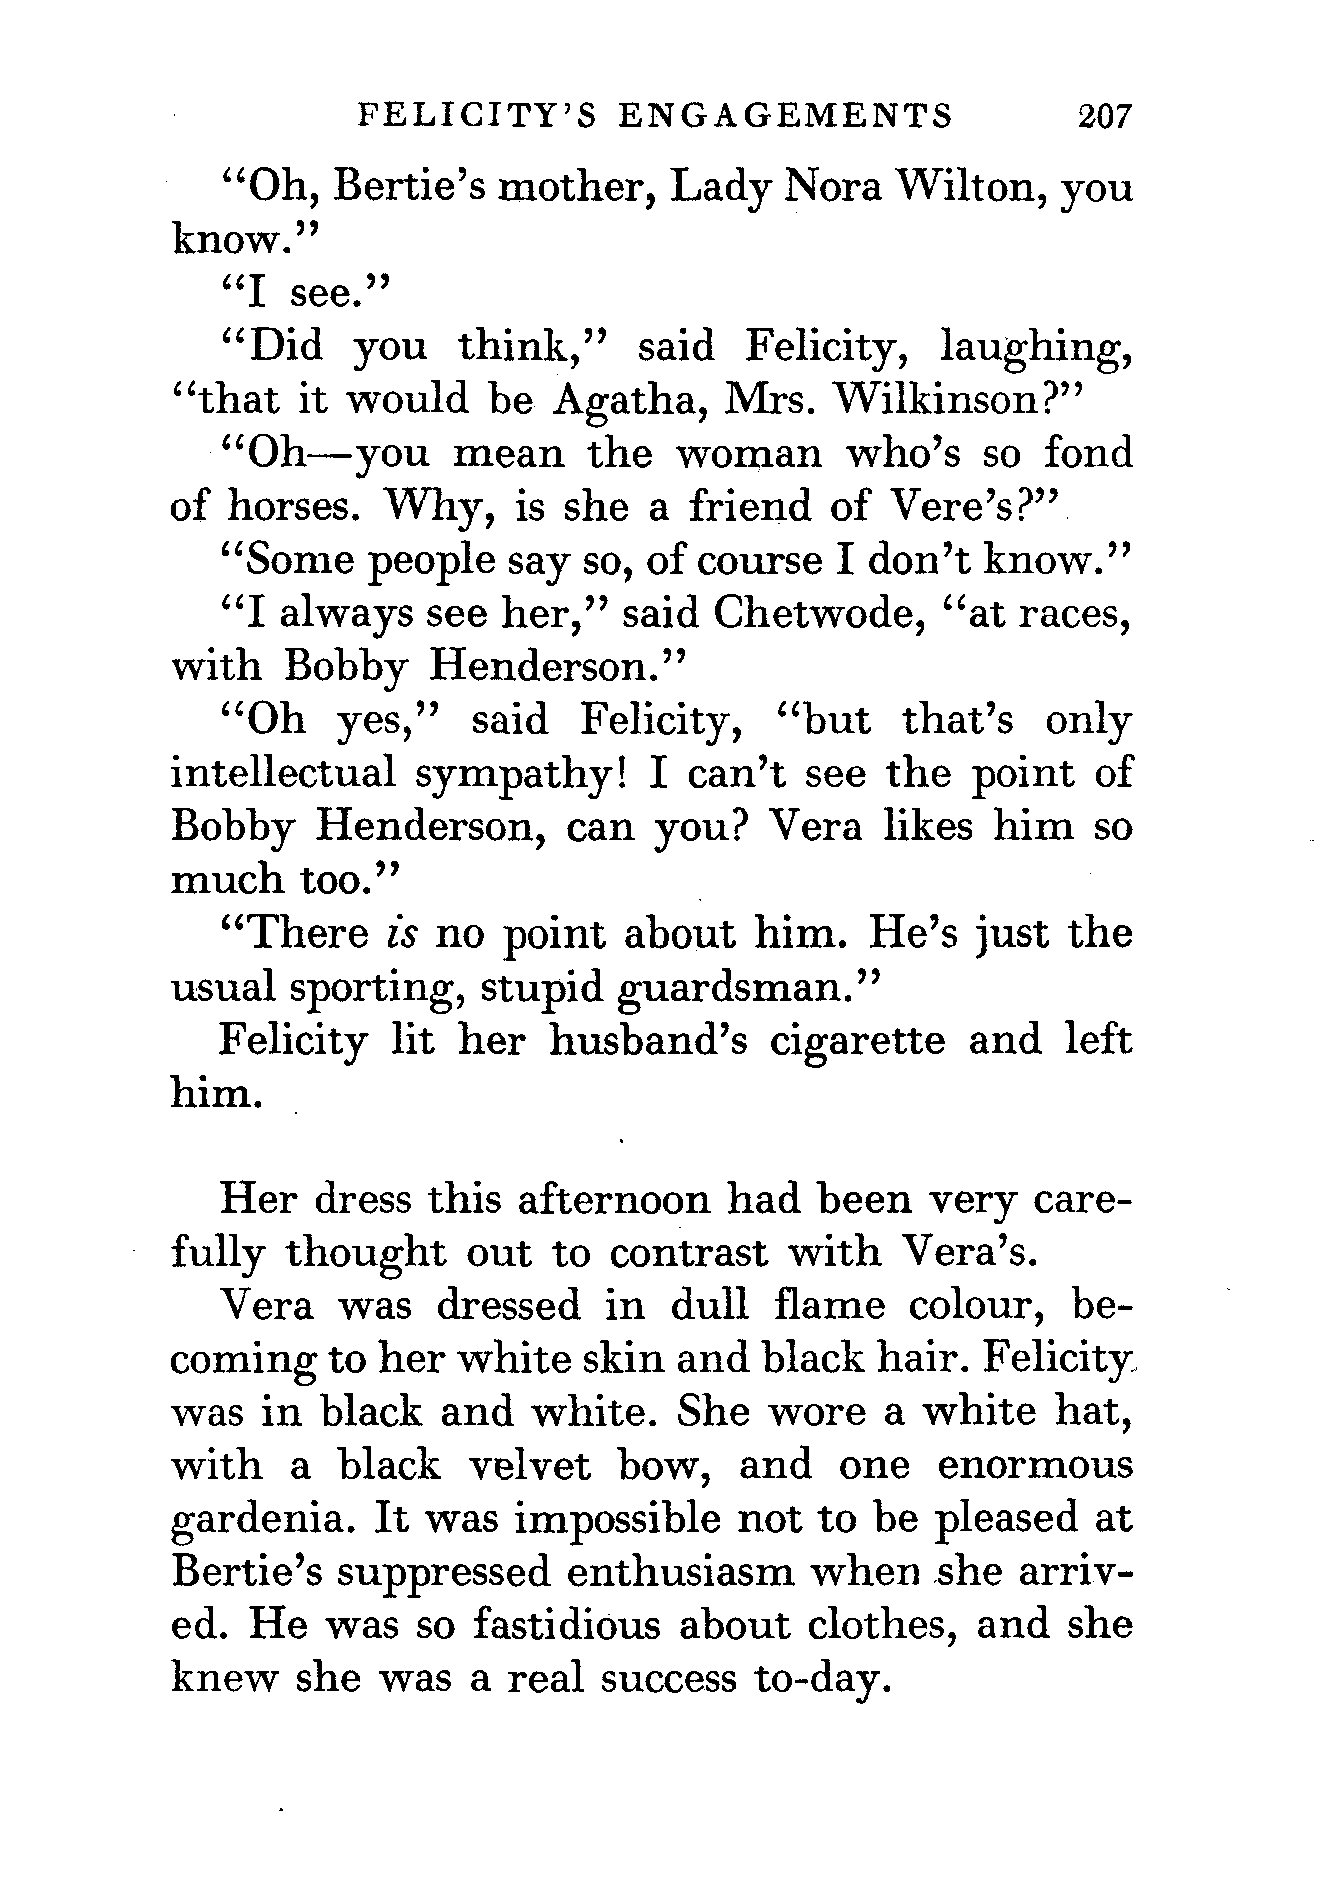 FELICITY'S ENGAGEMENTS 207
"Oh, Bertie's mother, Lady Nora Wilton, you
know."
"I see."
"Did you think," said Felicity, laughing,
"that it would be Agatha, Mrs. Wilkinson?"
"Oh—you mean the woman who's so fond
of horses. Why, is she a friend of Vere's?"
"Some people say so, of course I don't know."
"I always see her," said Chetwode, "at races,
with Bobby Henderson."
"Oh yes," said Felicity, "but that's only
intellectual sympathy! I can't see the point of
Bobby Henderson, can you? Vera likes him so
much too."
"There is no point about him. He's just the
usual sporting, stupid guardsman."
Felicity lit her husband's cigarette and left
him.
Her dress this afternoon had been very care-
fully thought out to contrast with Vera's.
Vera was dressed in dull flame colour, be-
coming to her white skin and black hair. Felicity
was in black and white. She wore a white hat,
with a black velvet bow, and one enormous
gardenia. It was impossible not to be pleased at
Bertie's suppressed enthusiasm when she arriv-
ed. He was so fastidious about clothes, and she
knew she was a real success to-day.